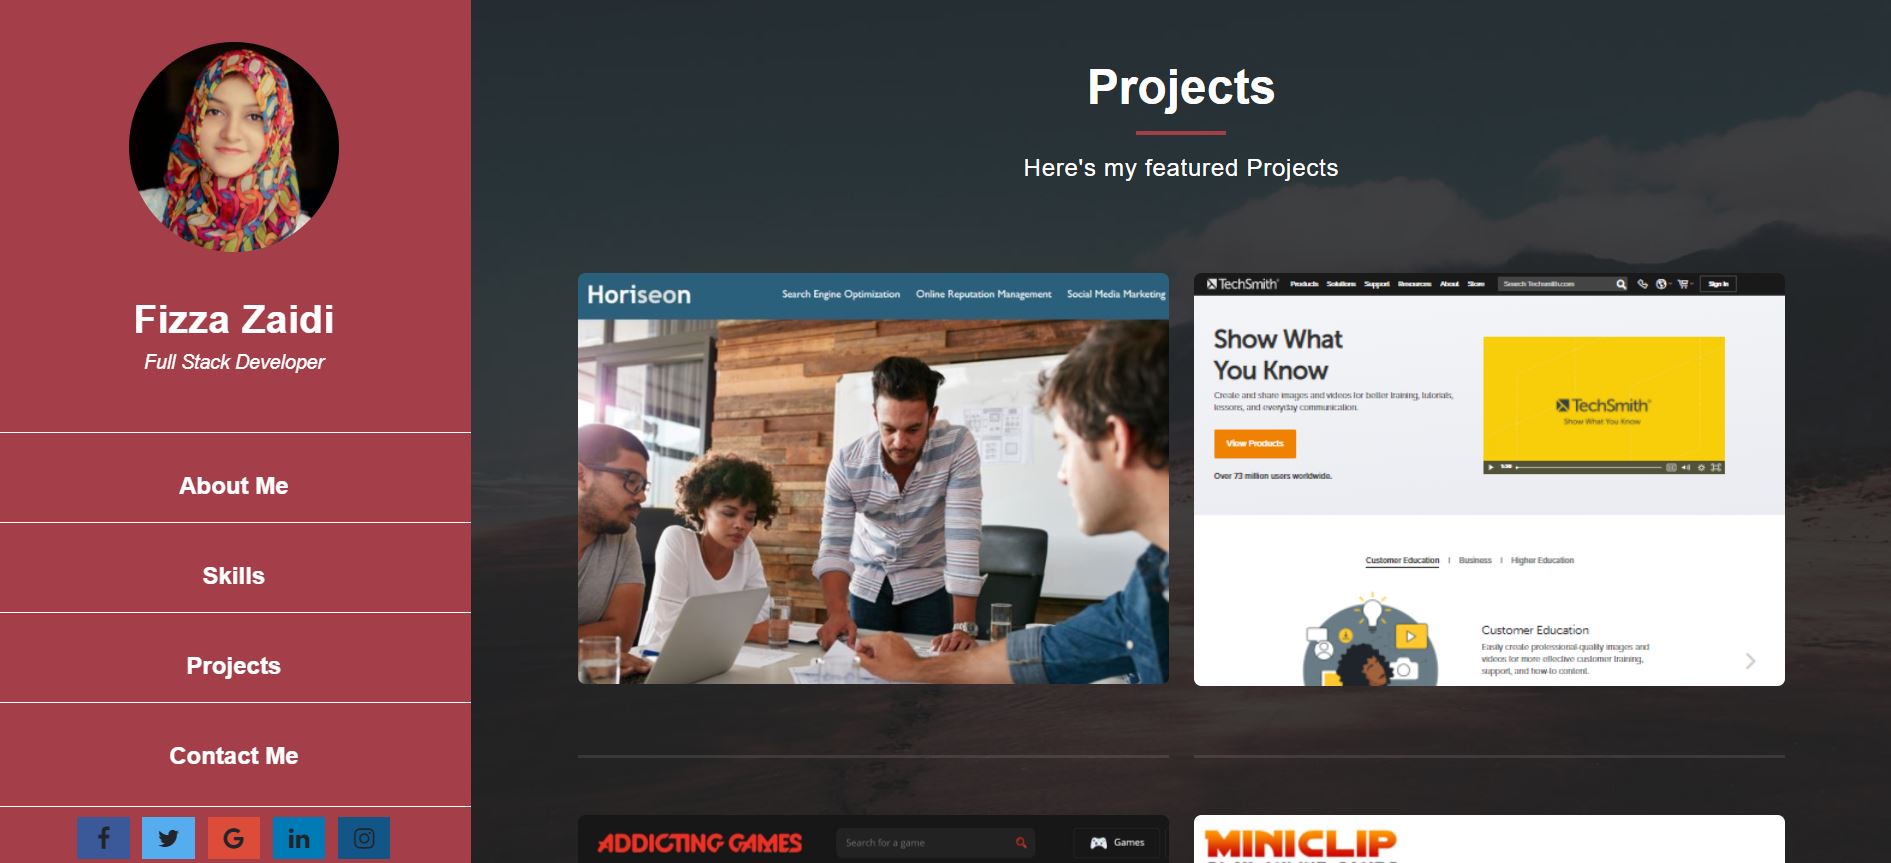 Fizza Zaidi
Full Stack Developer
About Me
Skills
Projects
Contact Me
Projects
Here's my featured Projects
Horiseon
Search Engine Optimization Online Reputation Management Social Media Marketing
TechSmith Products Solutions Support Resources About Store Search Techsmith.com Sign In
Show What
You Know
Create and share images and videos for better training, tutorials,
lessons, and everyday communication.
View Products
Over 73 million users worldwide.
TechSmith
Show What You Know
Customer Education | Business | Higher Education
Customer Education
Easily create professional-quality images and
videos for more effective customer training,
support, and how-to content.
ADDICTING GAMES Search for a game Games
MINICLIP